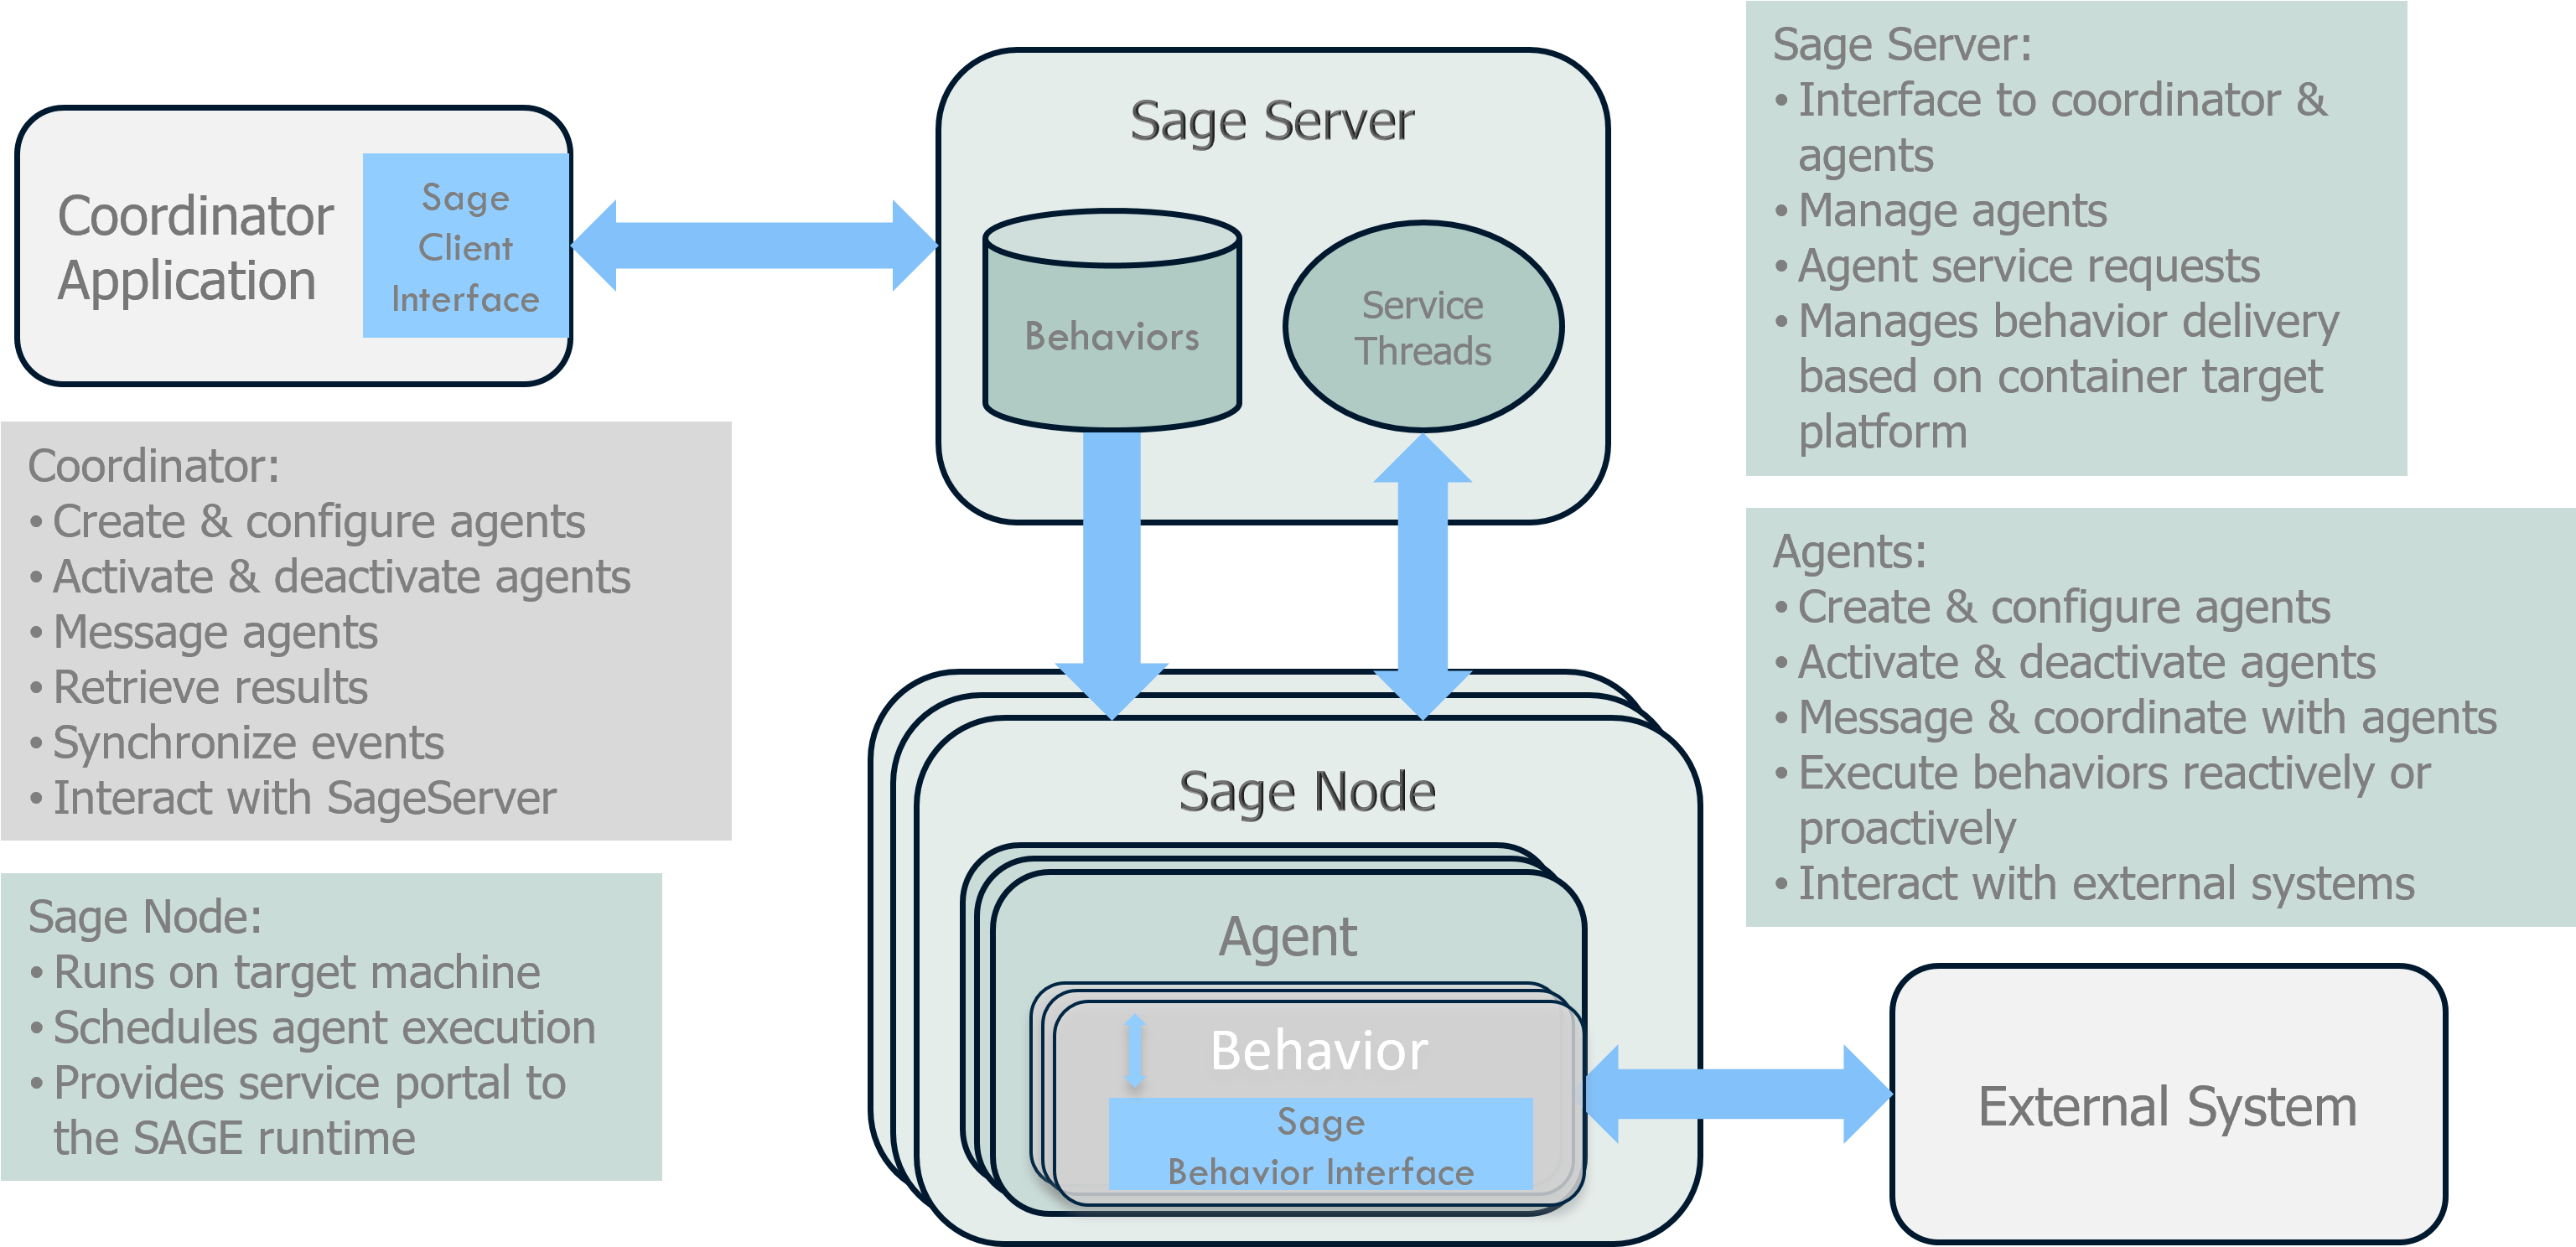 Coordinator
Application
Sage
Client
Interface
Sage Server
Behaviors
Service
Threads
Sage Server:
• Interface to coordinator &
agents
• Manage agents
• Agent service requests
• Manages behavior delivery
based on container target
platform
Coordinator:
• Create & configure agents
• Activate & deactivate agents
• Message agents
• Retrieve results
• Synchronize events
• Interact with SageServer
Agents:
• Create & configure agents
• Activate & deactivate agents
• Message & coordinate with agents
• Execute behaviors reactively or
proactively
• Interact with external systems
Sage Node:
• Runs on target machine
• Schedules agent execution
• Provides service portal to
the SAGE runtime
Sage Node
Agent
Behavior
Sage
Behavior Interface
External System